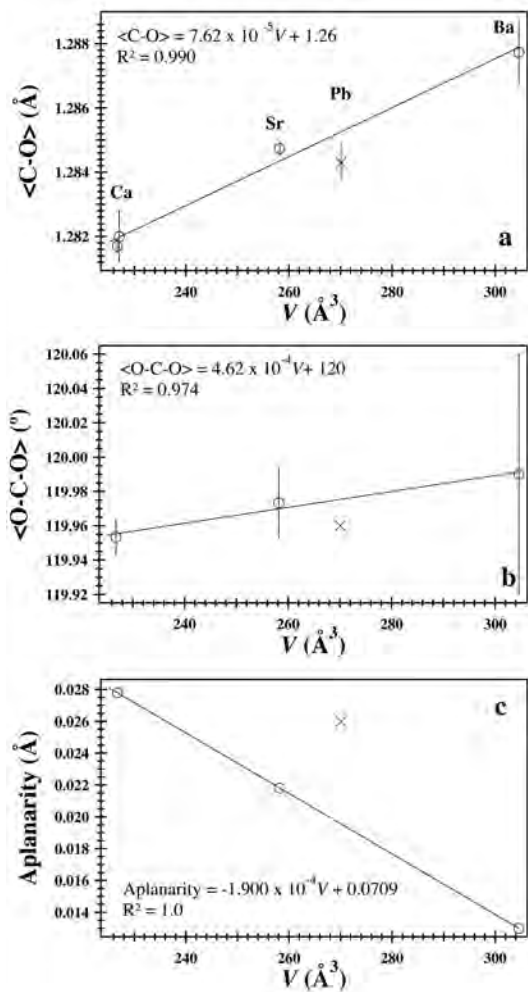 <C-O> = 7.62 x 10⁻⁵V + 1.26
R² = 0.990
Ba
Pb
Sr
Ca
a
1.288
1.286
1.284
1.282
<C-O> (Å)
240
260
280
300
V (Å³)
<O-C-O> = 4.62 x 10⁻⁴V+ 120
R² = 0.974
b
120.06
120.04
120.02
120.00
119.98
119.96
119.94
119.92
<O-C-O> (º)
240
260
280
300
V (Å³)
c
0.028
0.026
0.024
0.022
0.020
0.018
0.016
0.014
Aplanarity (Å)
Aplanarity = -1.900 x 10⁻⁴V + 0.0709
R² = 1.0
240
260
280
300
V (Å³)